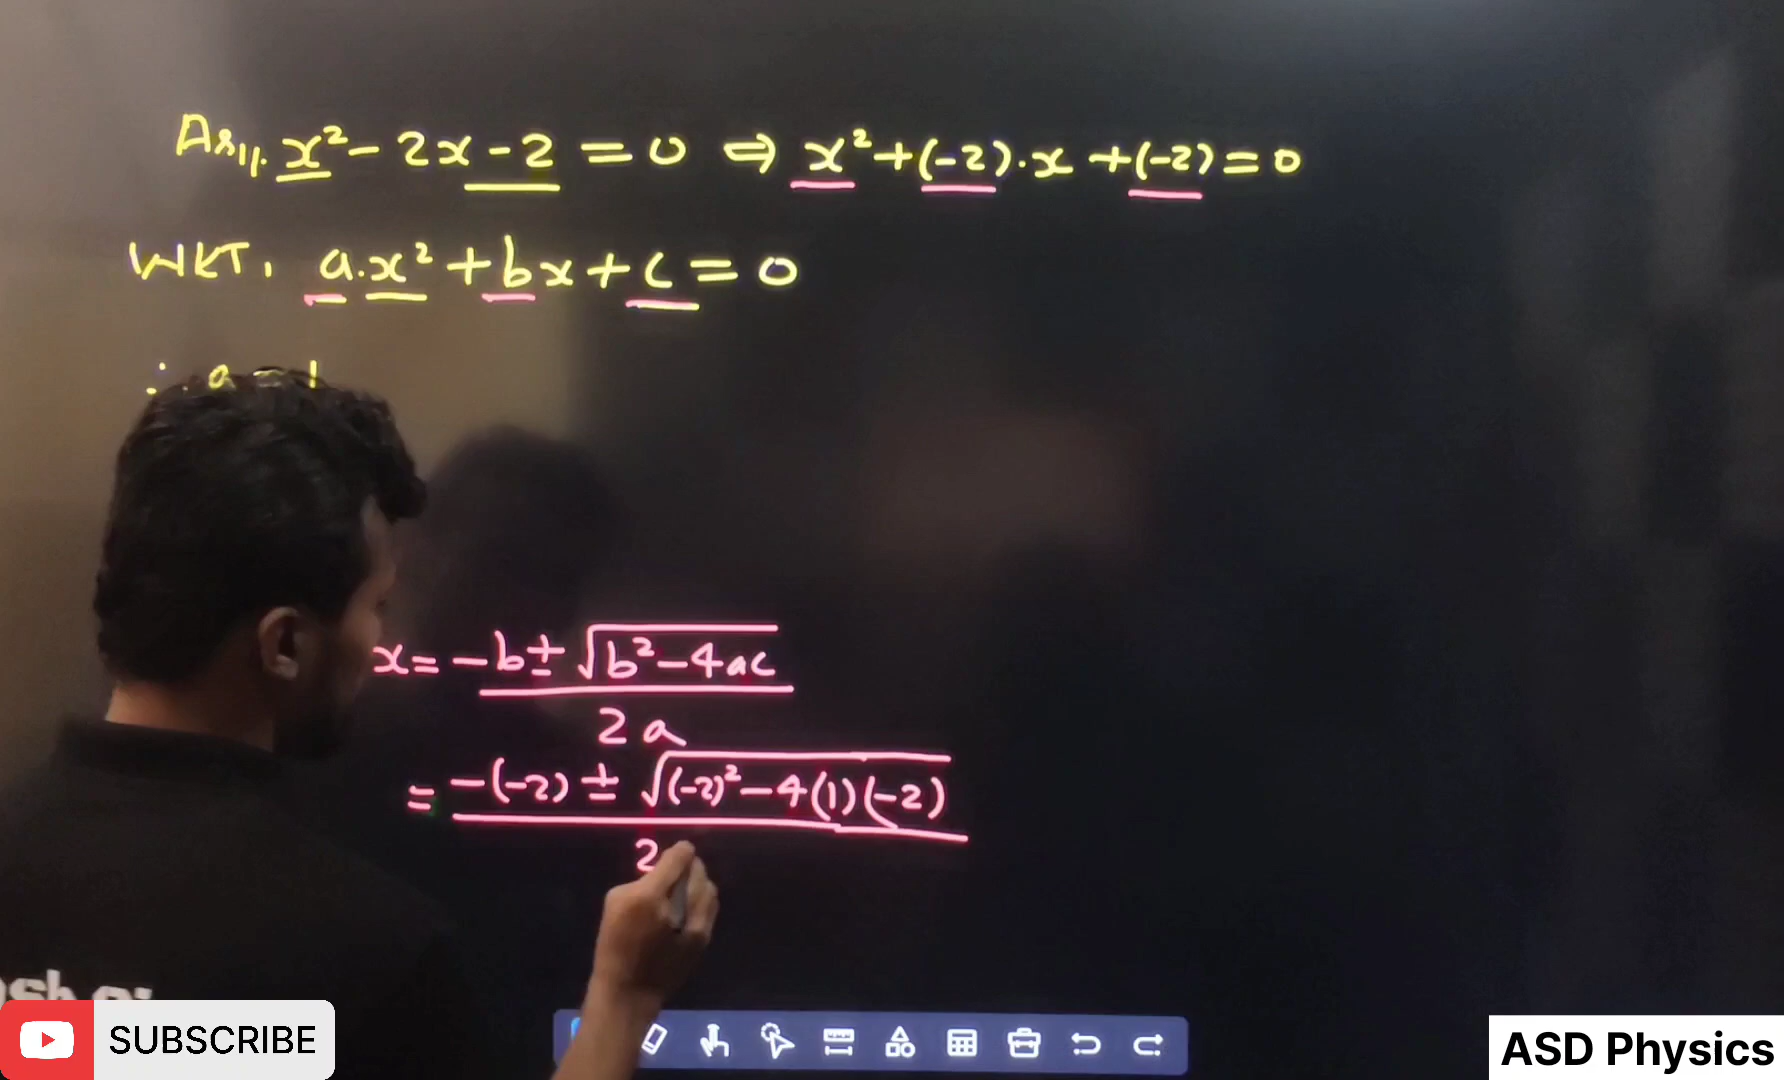 Ans. x² - 2x - 2 = 0 ⇒ x² + (-2).x + (-2) = 0
WKT, a.x² + bx + c = 0
∴ a = 1
x = -b ± √b² - 4ac
2a
= -(-2) ± √(-2)² - 4(1)(-2)
2
SUBSCRIBE
ASD Physics